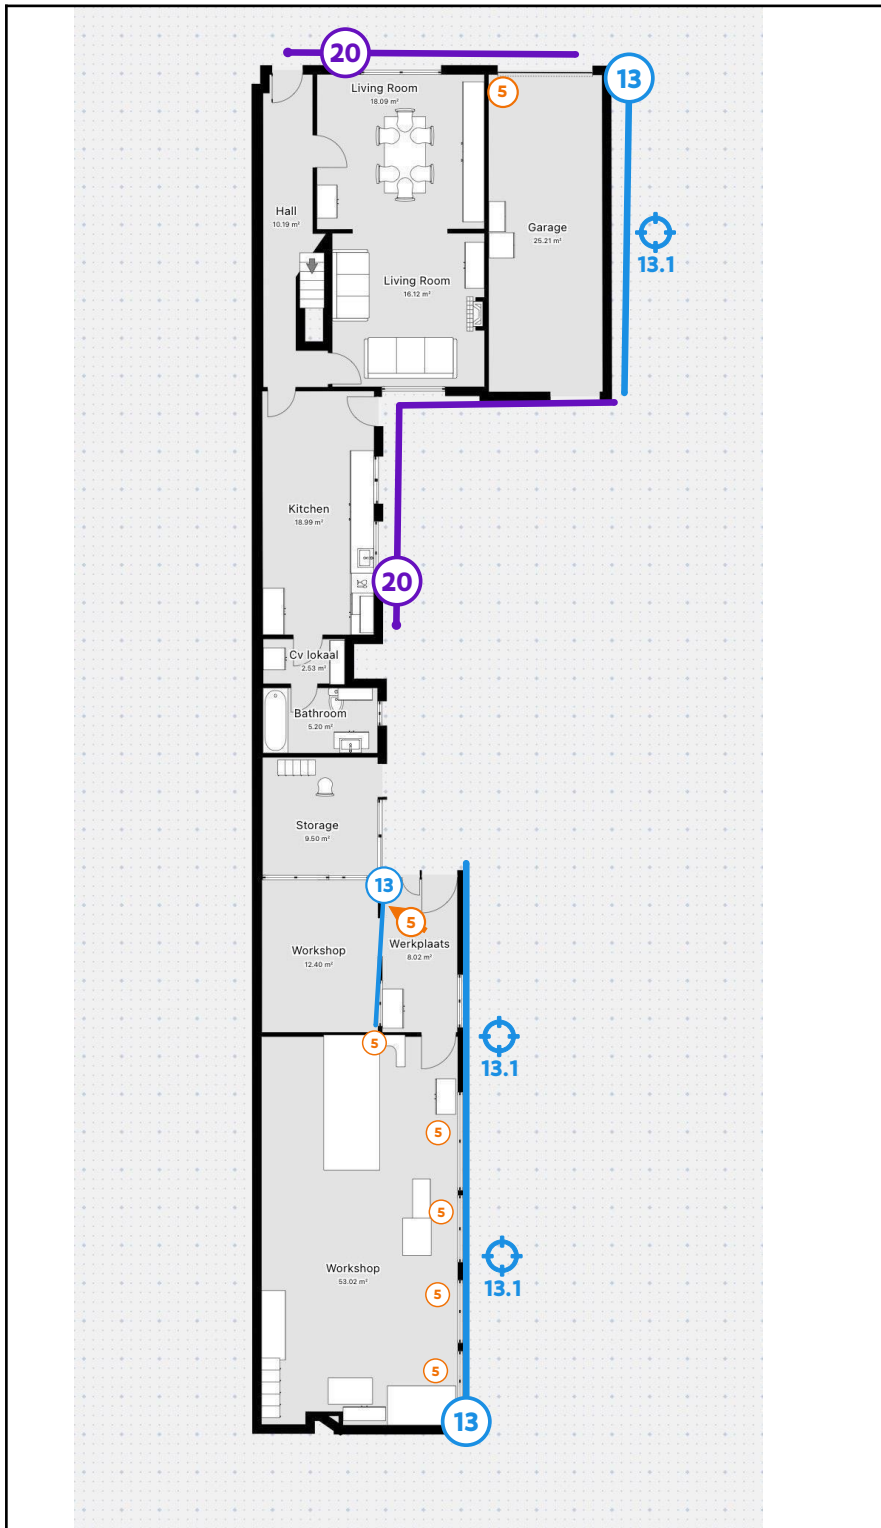 20
13
Living Room
18.09 m²
5
Hall
10.19 m²
Garage
25.21 m²
13.1
Living Room
16.12 m²
Kitchen
18.99 m²
20
Cv lokaal
2.53 m²
Bathroom
5.20 m²
Storage
9.50 m²
13
5
Werkplaats
8.02 m²
Workshop
12.40 m²
5
13.1
5
5
13.1
Workshop
53.02 m²
5
5
13